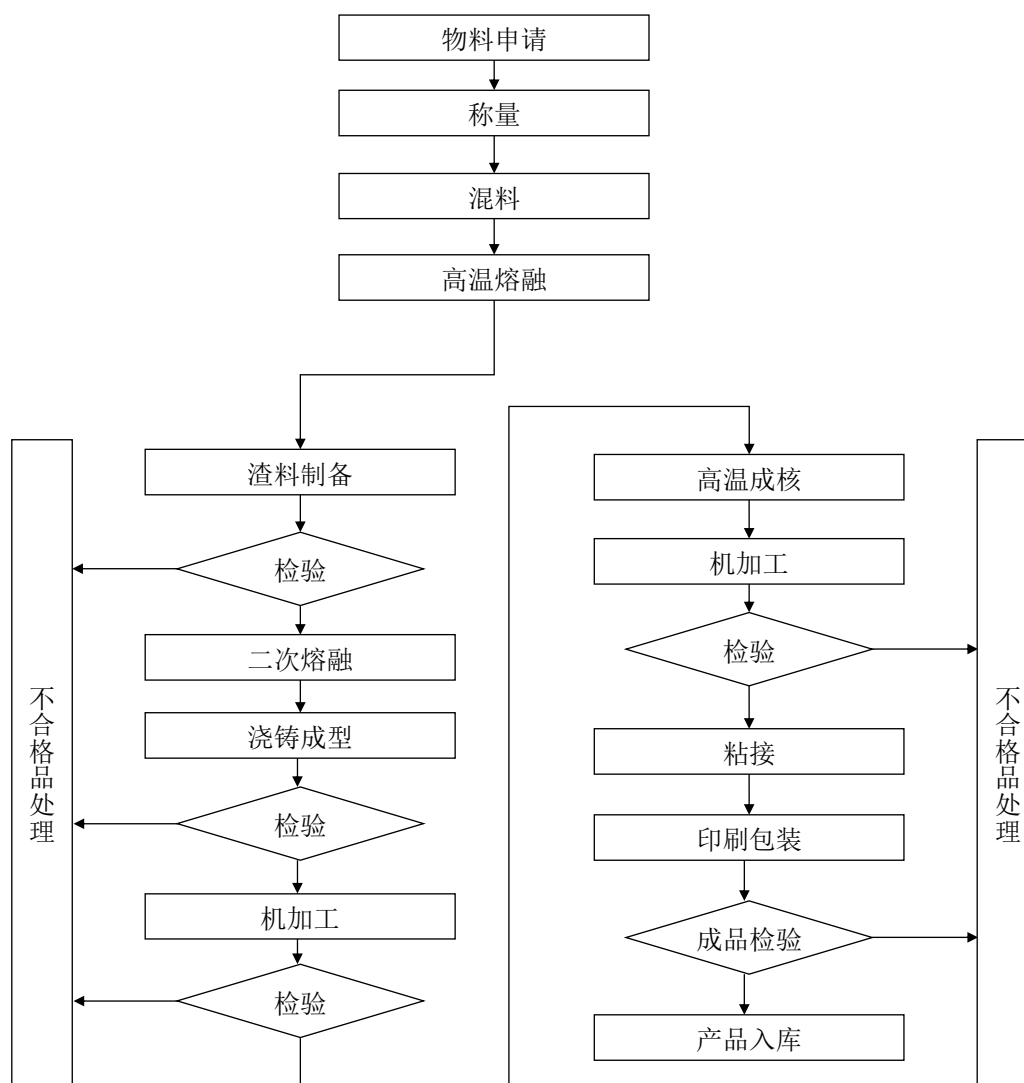 物料申请
称量
混料
高温熔融
渣料制备
检验
二次熔融
浇铸成型
检验
机加工
检验
不合格品处理
高温成核
机加工
检验
粘接
印刷包装
成品检验
产品入库
不合格品处理